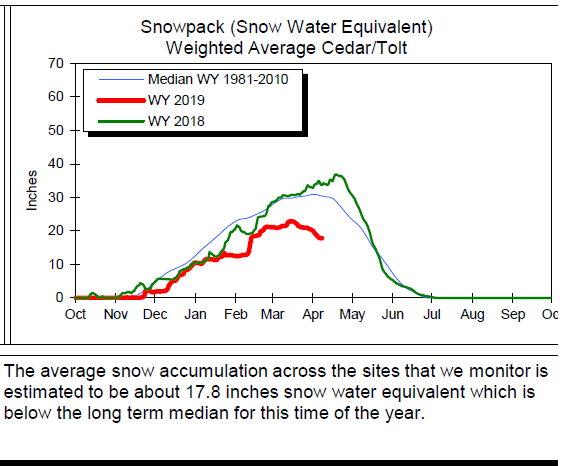 Snowpack (Snow Water Equivalent)
Weighted Average Cedar/Tolt
70
60
50
40
30
20
10
0
Inches
Median WY 1981-2010
WY 2019
WY 2018
Oct Nov Dec Jan Feb Mar Apr May Jun Jul Aug Sep Oc
The average snow accumulation across the sites that we monitor is
estimated to be about 17.8 inches snow water equivalent which is
below the long term median for this time of the year.